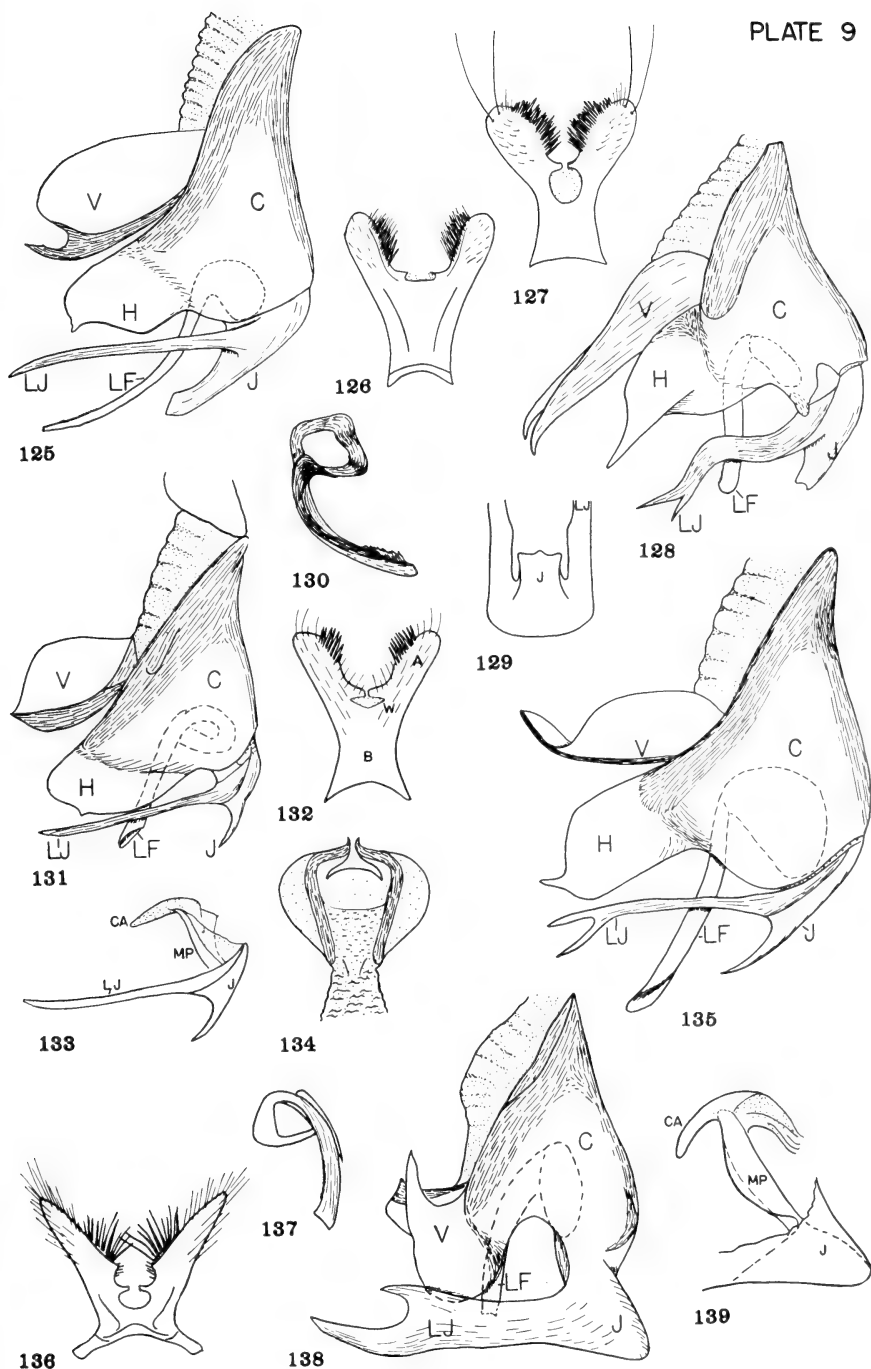 PLATE 9
V
C
H
LJ
LF
J
125
126
127
V
C
H
J
LJ
LF
128
130
LJ
J
129
V
C
H
LJ
LF
J
131
A
W
B
132
CA
MP
LJ
J
133
134
V
C
H
LJ
LF
J
135
136
137
C
V
LF
LJ
J
138
CA
MP
J
139